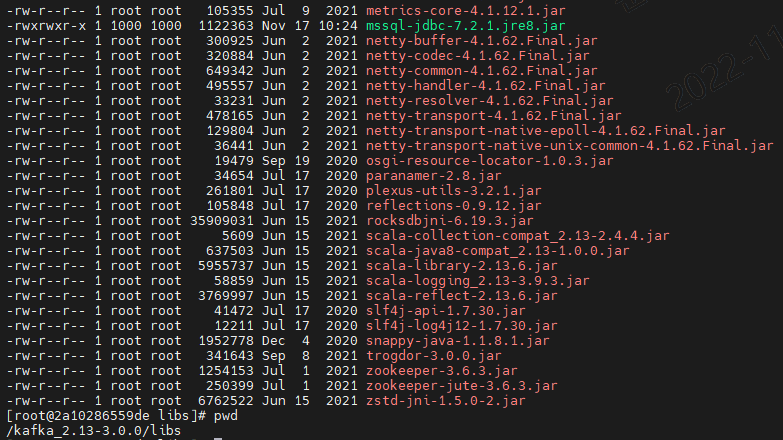 -rw-r--r-- 1 root root   105355 Jul  9  2021 metrics-core-4.1.12.1.jar
-rwxrwxr-x 1 1000 1000  1122363 Nov 17 10:24 mssql-jdbc-7.2.1.jre8.jar
-rw-r--r-- 1 root root   300925 Jun  2  2021 netty-buffer-4.1.62.Final.jar
-rw-r--r-- 1 root root   320884 Jun  2  2021 netty-codec-4.1.62.Final.jar
-rw-r--r-- 1 root root   649342 Jun  2  2021 netty-common-4.1.62.Final.jar
-rw-r--r-- 1 root root   495557 Jun  2  2021 netty-handler-4.1.62.Final.jar
-rw-r--r-- 1 root root    33231 Jun  2  2021 netty-resolver-4.1.62.Final.jar
-rw-r--r-- 1 root root   478165 Jun  2  2021 netty-transport-4.1.62.Final.jar
-rw-r--r-- 1 root root   129804 Jun  2  2021 netty-transport-native-epoll-4.1.62.Final.jar
-rw-r--r-- 1 root root    36441 Jun  2  2021 netty-transport-native-unix-common-4.1.62.Final.jar
-rw-r--r-- 1 root root    19479 Sep 19  2020 osgi-resource-locator-1.0.3.jar
-rw-r--r-- 1 root root    34654 Jul 17  2020 paranamer-2.8.jar
-rw-r--r-- 1 root root   261801 Jul 17  2020 plexus-utils-3.2.1.jar
-rw-r--r-- 1 root root   105848 Jul 17  2020 reflections-0.9.12.jar
-rw-r--r-- 1 root root 35909031 Jun 15  2021 rocksdbjni-6.19.3.jar
-rw-r--r-- 1 root root     5609 Jun 15  2021 scala-collection-compat_2.13-2.4.4.jar
-rw-r--r-- 1 root root   637503 Jun 15  2021 scala-java8-compat_2.13-1.0.0.jar
-rw-r--r-- 1 root root  5955737 Jun 15  2021 scala-library-2.13.6.jar
-rw-r--r-- 1 root root    58859 Jun 15  2021 scala-logging_2.13-3.9.3.jar
-rw-r--r-- 1 root root  3769997 Jun 15  2021 scala-reflect-2.13.6.jar
-rw-r--r-- 1 root root    41472 Jul 17  2020 slf4j-api-1.7.30.jar
-rw-r--r-- 1 root root    12211 Jul 17  2020 slf4j-log4j12-1.7.30.jar
-rw-r--r-- 1 root root  1952778 Dec  4  2020 snappy-java-1.1.8.1.jar
-rw-r--r-- 1 root root   341643 Sep  8  2021 trogdor-3.0.0.jar
-rw-r--r-- 1 root root  1254153 Jul  1  2021 zookeeper-3.6.3.jar
-rw-r--r-- 1 root root   250399 Jul  1  2021 zookeeper-jute-3.6.3.jar
-rw-r--r-- 1 root root  6762522 Jun 15  2021 zstd-jni-1.5.0-2.jar
[root@2a10286559de libs]# pwd
/kafka_2.13-3.0.0/libs